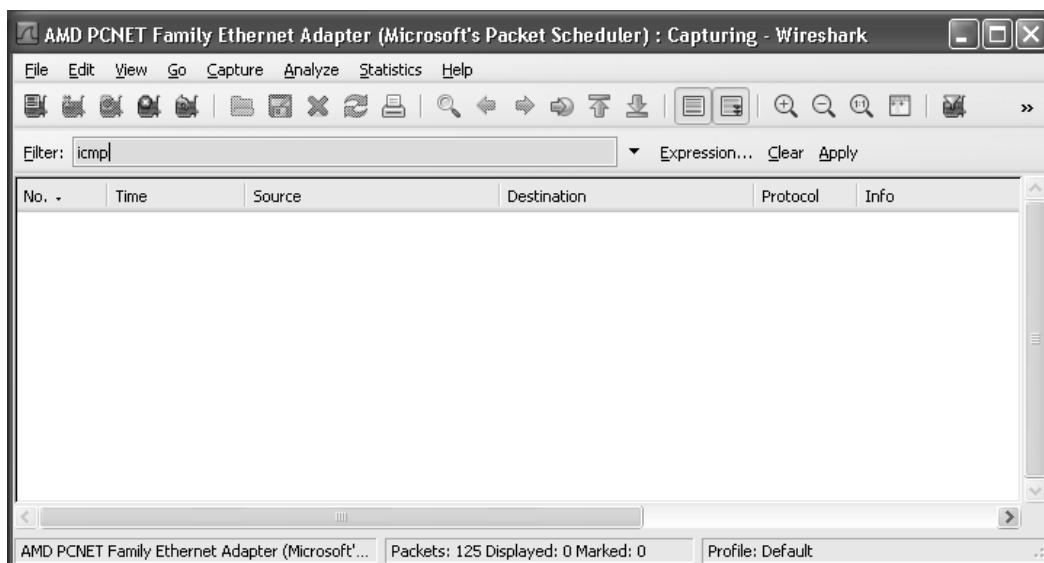 AMD PCNET Family Ethernet Adapter (Microsoft's Packet Scheduler) : Capturing - Wireshark
File Edit View Go Capture Analyze Statistics Help
Filter: icmp Expression... Clear Apply
No. Time Source Destination Protocol Info
AMD PCNET Family Ethernet Adapter (Microsoft'... Packets: 125 Displayed: 0 Marked: 0 Profile: Default